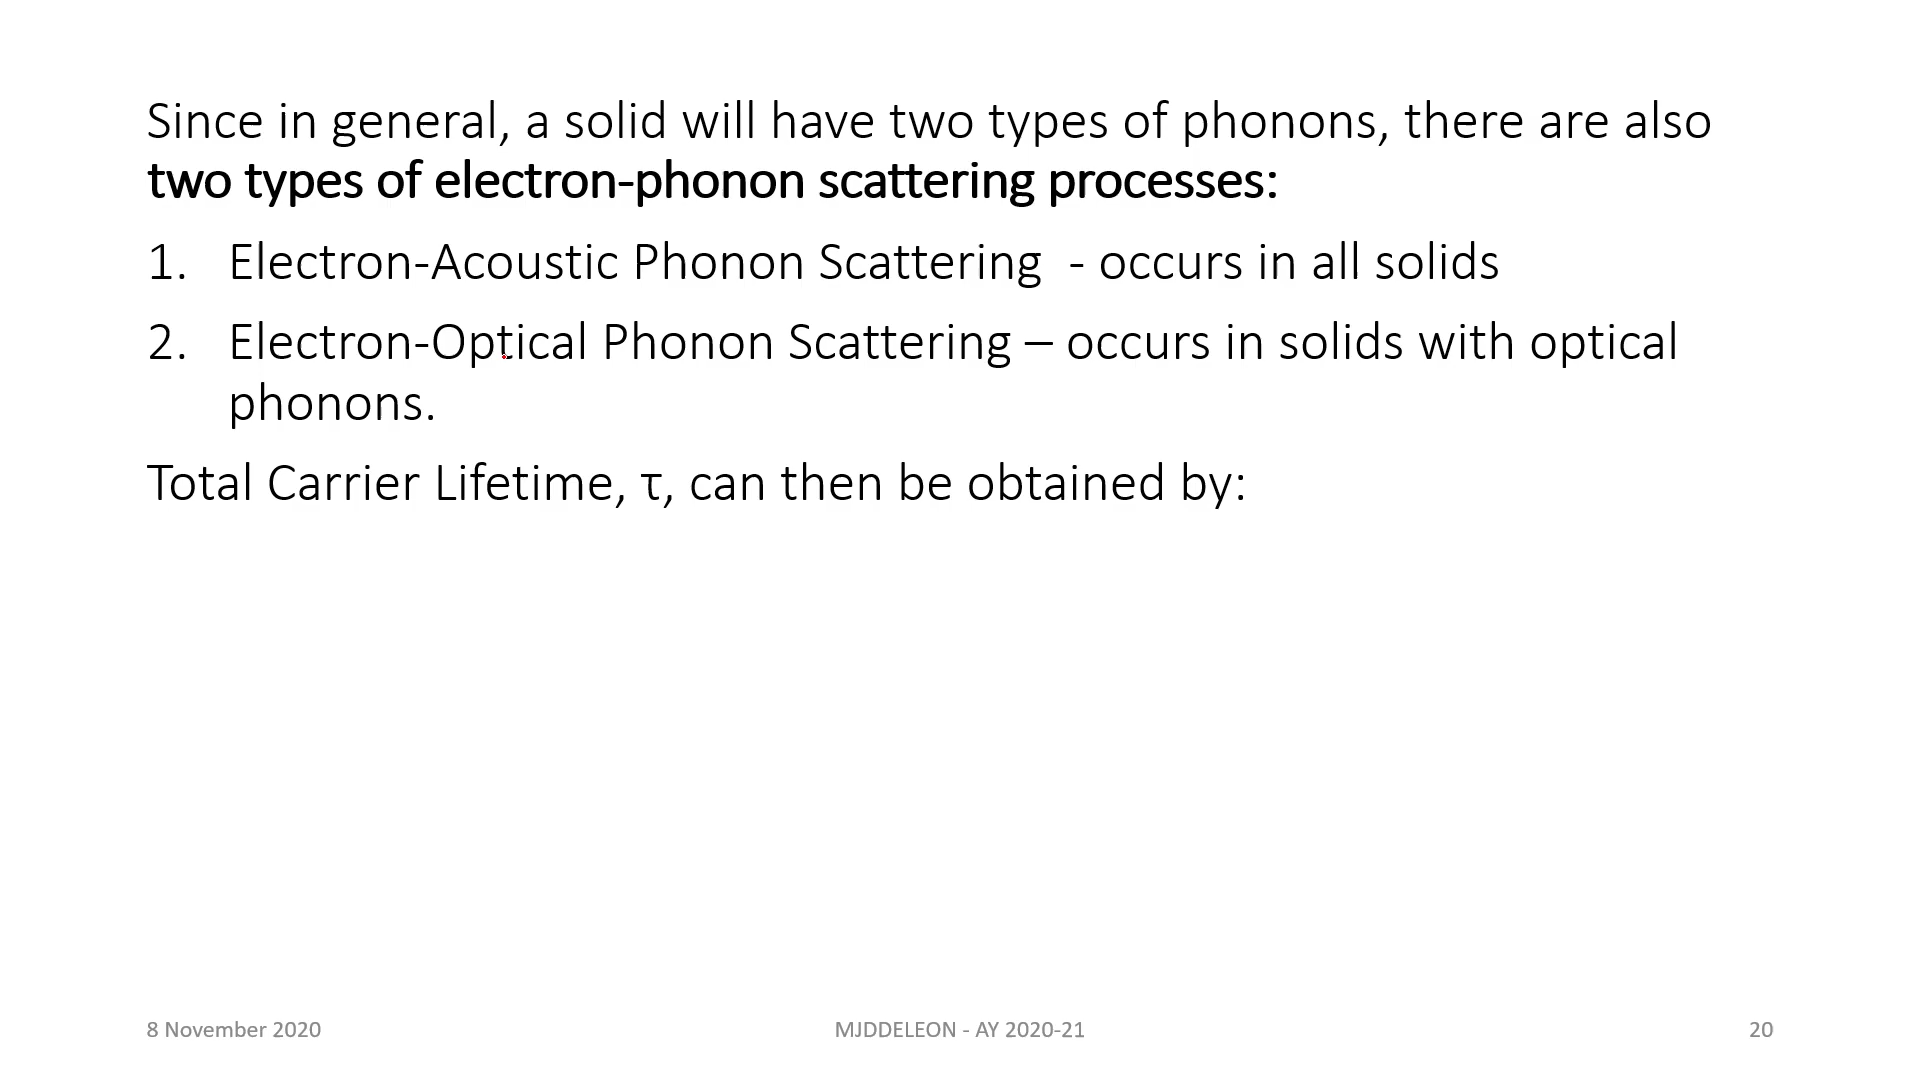 Since in general, a solid will have two types of phonons, there are also
two types of electron-phonon scattering processes:
1. Electron-Acoustic Phonon Scattering  - occurs in all solids
2. Electron-Optical Phonon Scattering – occurs in solids with optical
phonons.
Total Carrier Lifetime, τ, can then be obtained by:
8 November 2020
MJDDELEON - AY 2020-21
20